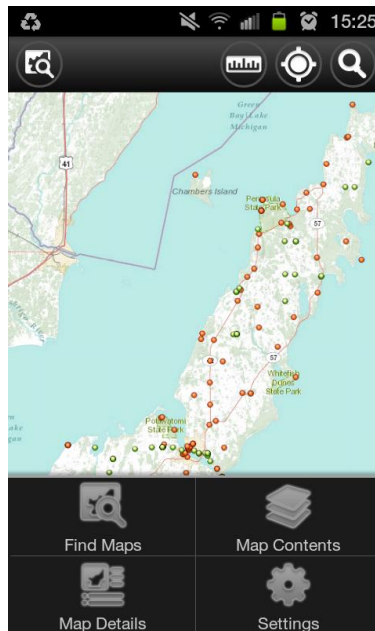 15:25
Green
Bay/Lake
Michigan
41
Chambers Island
Peninsula
State Park
57
42
57
Whitefish
Dunes
State Park
Potawatomi
State Park
Find Maps
Map Contents
Map Details
Settings